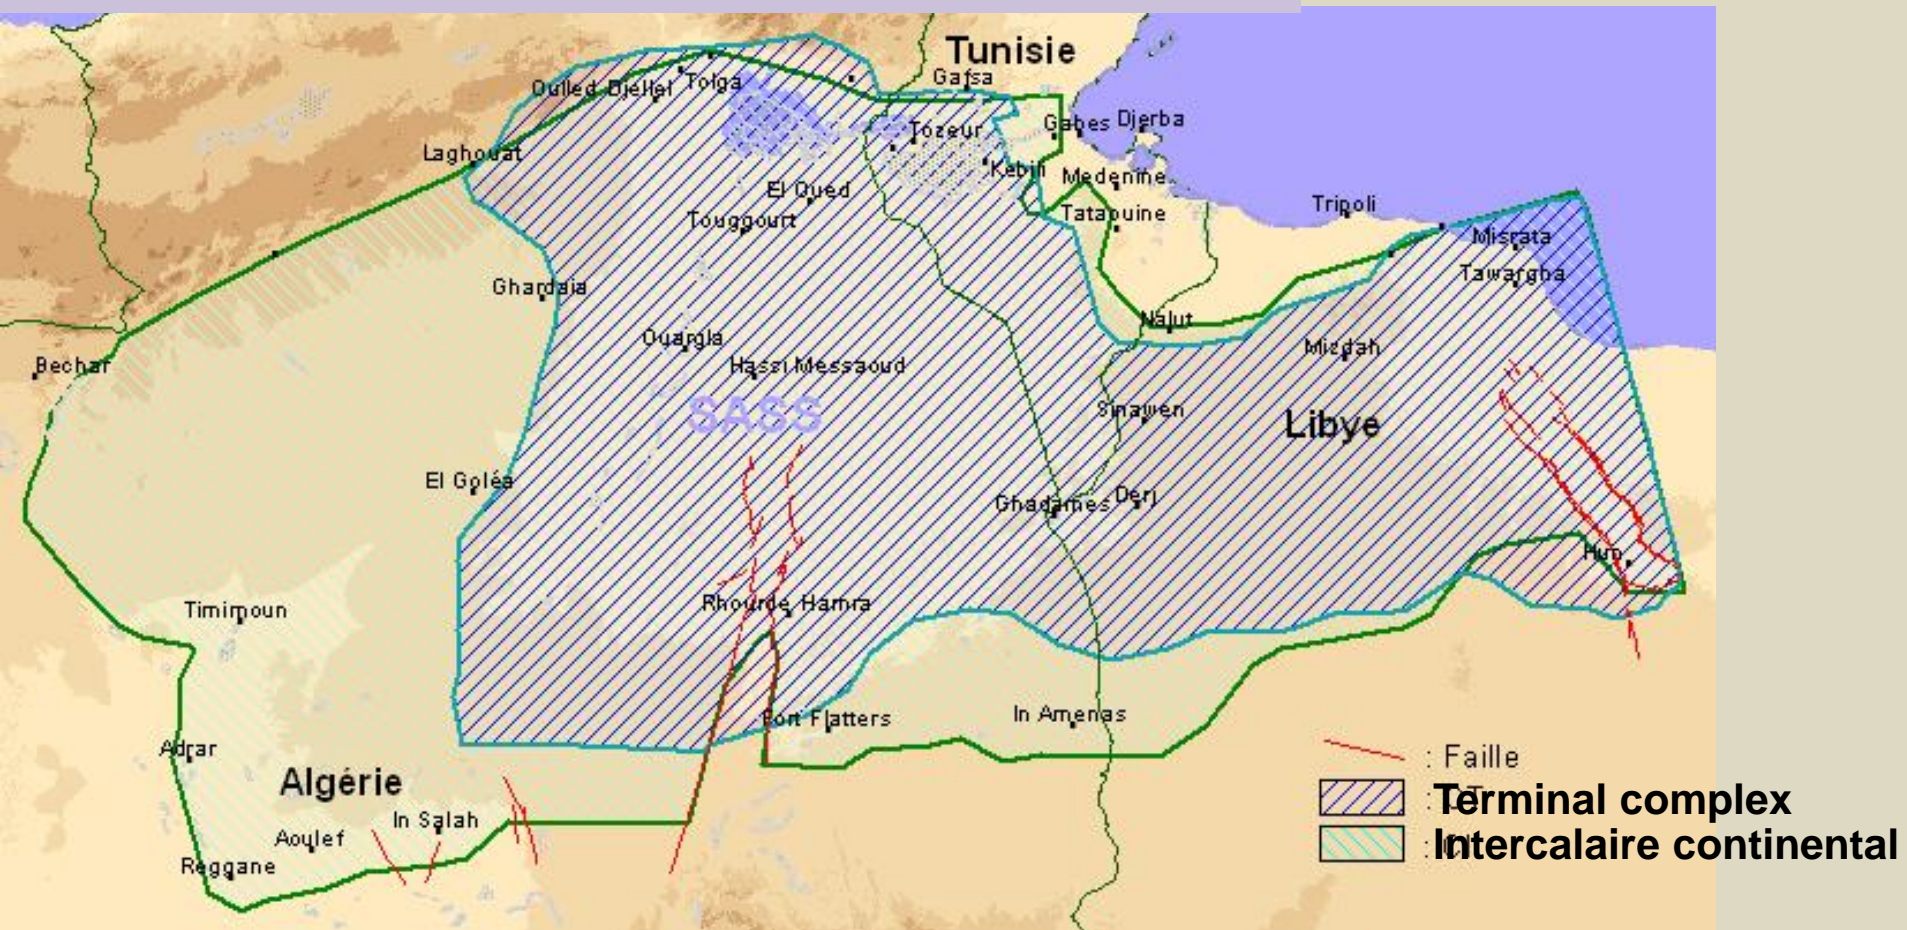 Tunisie
Gafsa
Oulled Djellel
Tolga
Tozeur
Gabes
Djerba
Laghouat
Kebili
Medenine
El Oued
Touggourt
Tataouine
Tripoli
Misrata
Tawargha
Ghardaia
Nalut
Ouargla
Mizdah
Bechar
Hassi Messaoud
SASS
Sinawen
Libye
El Goléa
Ghadames
Derj
Hun
Timimoun
Rhourde Hamra
Fort Flatters
In Amenas
Adrar
Algérie
In Salah
Aoulef
Reggane
: Faille
: Terminal complex
: Intercalaire continental